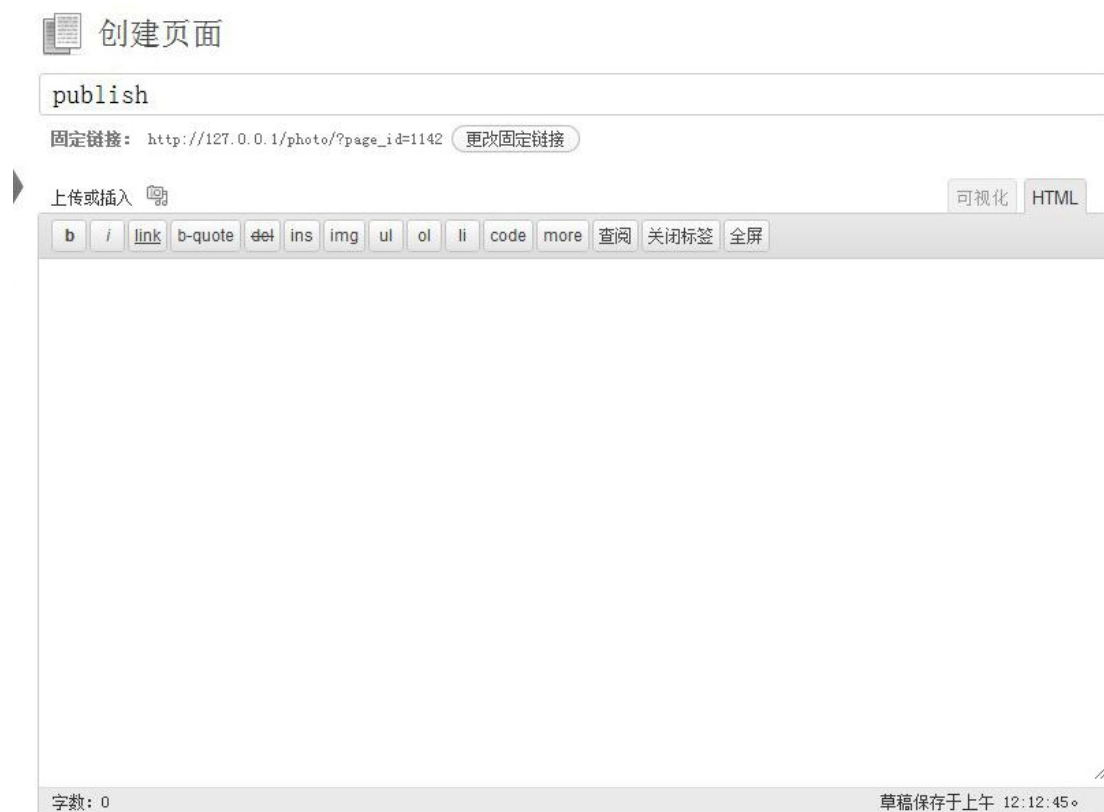 创建页面
publish
固定链接： http://127.0.0.1/photo/?page_id=1142 更改固定链接
上传或插入 可视化 HTML
b i link b-quote del ins img ul ol li code more 查阅 关闭标签 全屏
字数：0 草稿保存于上午 12:12:45。